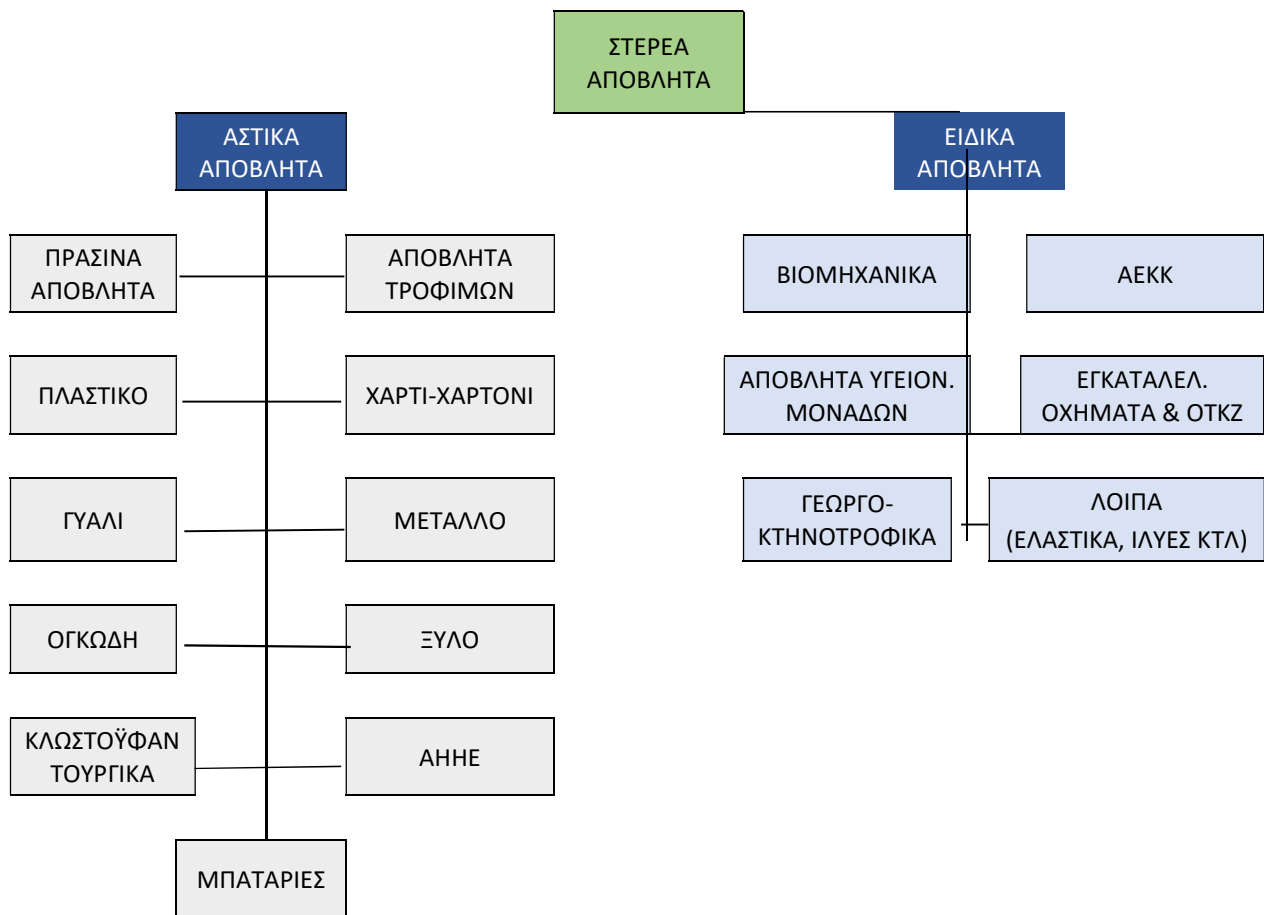 ΣΤΕΡΕΑ
ΑΠΟΒΛΗΤΑ
ΑΣΤΙΚΑ
ΑΠΟΒΛΗΤΑ
ΕΙΔΙΚΑ
ΑΠΟΒΛΗΤΑ
ΠΡΑΣΙΝΑ
ΑΠΟΒΛΗΤΑ
ΑΠΟΒΛΗΤΑ
ΤΡΟΦΙΜΩΝ
ΒΙΟΜΗΧΑΝΙΚΑ
ΑΕΚΚ
ΠΛΑΣΤΙΚΟ
ΧΑΡΤΙ-ΧΑΡΤΟΝΙ
ΑΠΟΒΛΗΤΑ ΥΓΕΙΟΝ.
ΜΟΝΑΔΩΝ
ΕΓΚΑΤΑΛΕΛ.
ΟΧΗΜΑΤΑ & ΟΤΚΖ
ΓΥΑΛΙ
ΜΕΤΑΛΛΟ
ΓΕΩΡΓΟ-
ΚΤΗΝΟΤΡΟΦΙΚΑ
ΛΟΙΠΑ
(ΕΛΑΣΤΙΚΑ, ΙΛΥΕΣ ΚΤΛ)
ΟΓΚΩΔΗ
ΞΥΛΟ
ΚΛΩΣΤΟΫΦΑΝ
ΤΟΥΡΓΙΚΑ
ΑΗΗΕ
ΜΠΑΤΑΡΙΕΣ